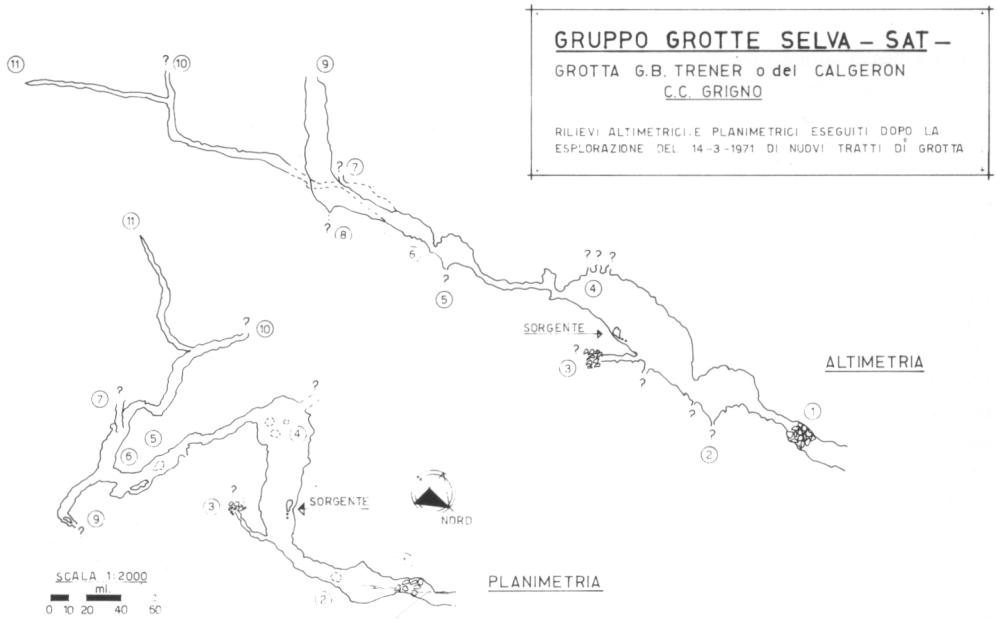 GRUPPO GROTTE SELVA – SAT –
GROTTA G.B. TRENER o del CALGERON
C.C. GRIGNO
RILIEVI ALTIMETRICI E PLANIMETRICI ESEGUITI DOPO LA
ESPLORAZIONE DEL 14-3-1971 DI NUOVI TRATTI DI GROTTA
11
? 10
9
? 7
? 8
6
?
5
? ? ?
4
SORGENTE
?
3
?
?
?
2
1
ALTIMETRIA
11
?
10
?
7
5
6
9
?
?
4
?
3
SORGENTE
NORD
(2)
PLANIMETRIA
SCALA 1:2000
ml.
0 10 20 40 60